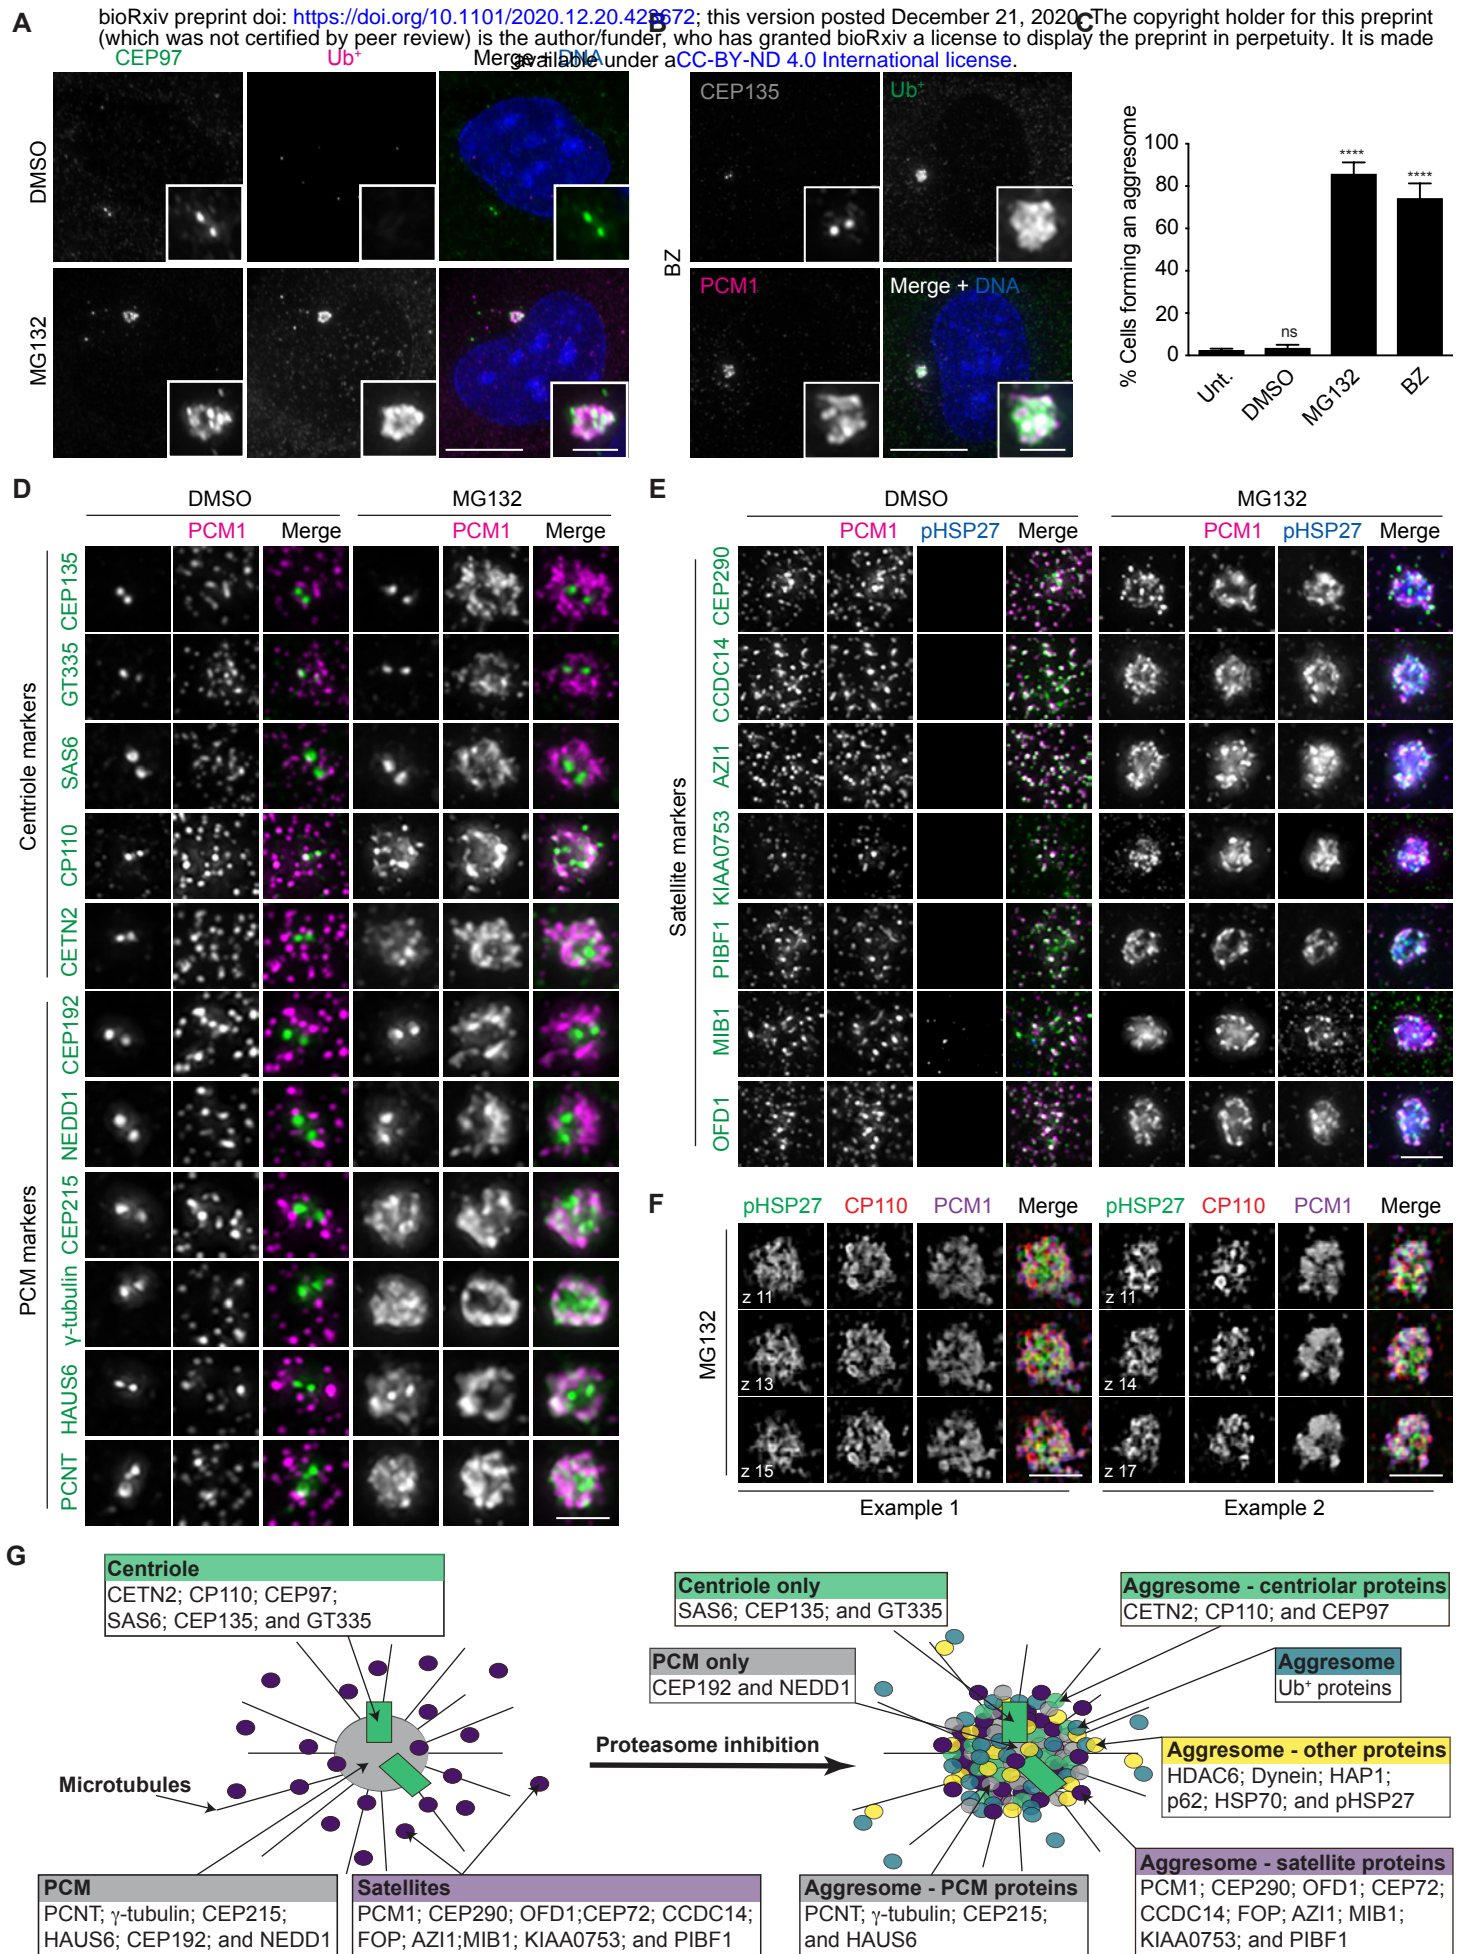 bioRxiv preprint doi: https://doi.org/10.1101/2020.12.20.423672; this version posted December 21, 2020. The copyright holder for this preprint
(which was not certified by peer review) is the author/funder, who has granted bioRxiv a license to display the preprint in perpetuity. It is made
available under aCC-BY-ND 4.0 International license.
A
CEP97 Ub⁺ Merge + DNA
DMSO
MG132
B
BZ
CEP135 Ub⁺
PCM1 Merge + DNA
C
% Cells forming an aggresome
100
80
60
40
20
0
ns
****
****
Unt. DMSO MG132 BZ
D
DMSO MG132
PCM1 Merge PCM1 Merge
Centriole markers
CEP135
GT335
SAS6
CP110
CETN2
PCM markers
CEP192
NEDD1
CEP215
γ-tubulin
HAUS6
PCNT
E
DMSO MG132
PCM1 pHSP27 Merge PCM1 pHSP27 Merge
Satellite markers
CEP290
CCDC14
AZI1
KIAA0753
PIBF1
MIB1
OFD1
F
pHSP27 CP110 PCM1 Merge pHSP27 CP110 PCM1 Merge
MG132
z 11 z 11
z 13 z 14
z 15 z 17
Example 1 Example 2
G
Centriole
CETN2; CP110; CEP97;
SAS6; CEP135; and GT335
Microtubules
PCM
PCNT; γ-tubulin; CEP215;
HAUS6; CEP192; and NEDD1
Satellites
PCM1; CEP290; OFD1;CEP72; CCDC14;
FOP; AZI1;MIB1; KIAA0753; and PIBF1
Proteasome inhibition
Centriole only
SAS6; CEP135; and GT335
PCM only
CEP192 and NEDD1
Aggresome - centriolar proteins
CETN2; CP110; and CEP97
Aggresome
Ub⁺ proteins
Aggresome - other proteins
HDAC6; Dynein; HAP1;
p62; HSP70; and pHSP27
Aggresome - PCM proteins
PCNT; γ-tubulin; CEP215;
and HAUS6
Aggresome - satellite proteins
PCM1; CEP290; OFD1; CEP72;
CCDC14; FOP; AZI1; MIB1;
KIAA0753; and PIBF1